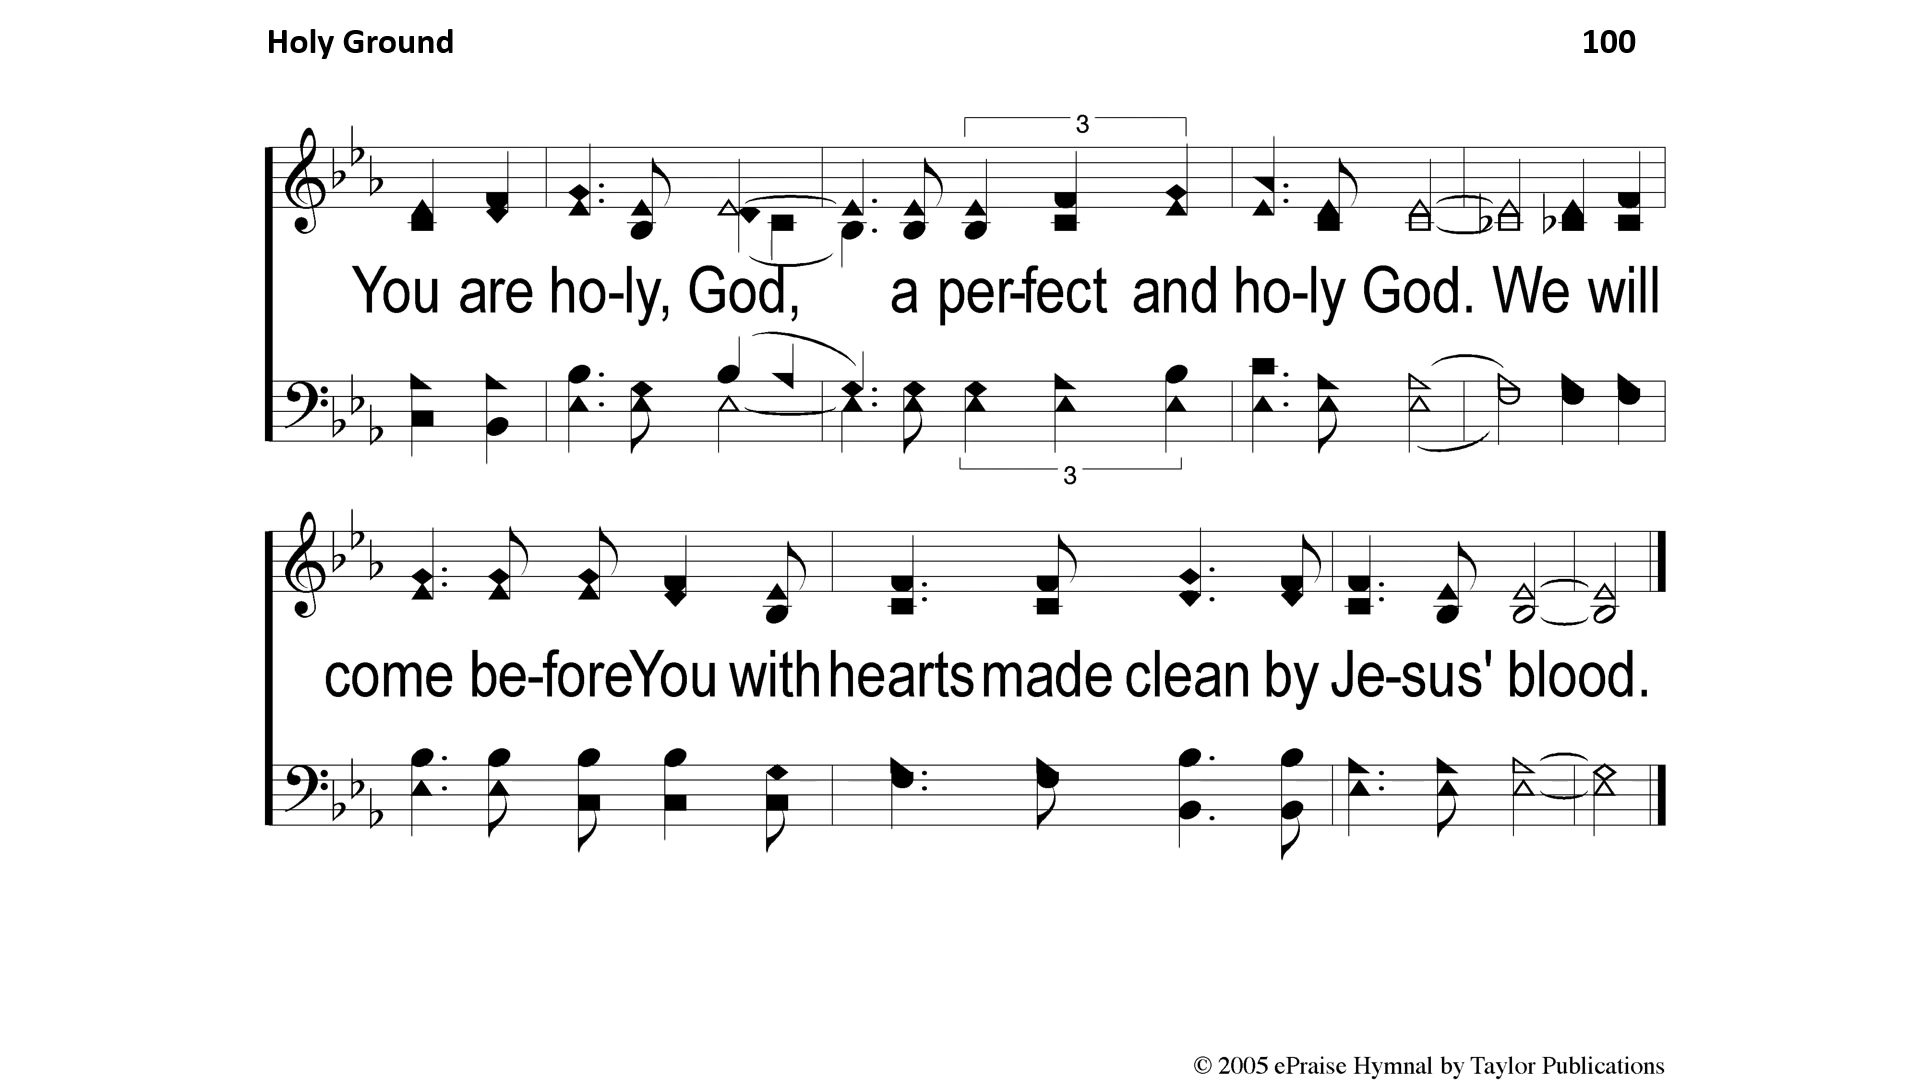 Holy Ground 100
3
You are ho-ly, God, a per-fect and ho-ly God. We will
3
come be-foreYou with hearts made clean by Je-sus' blood.
© 2005 ePraise Hymnal by Taylor Publications